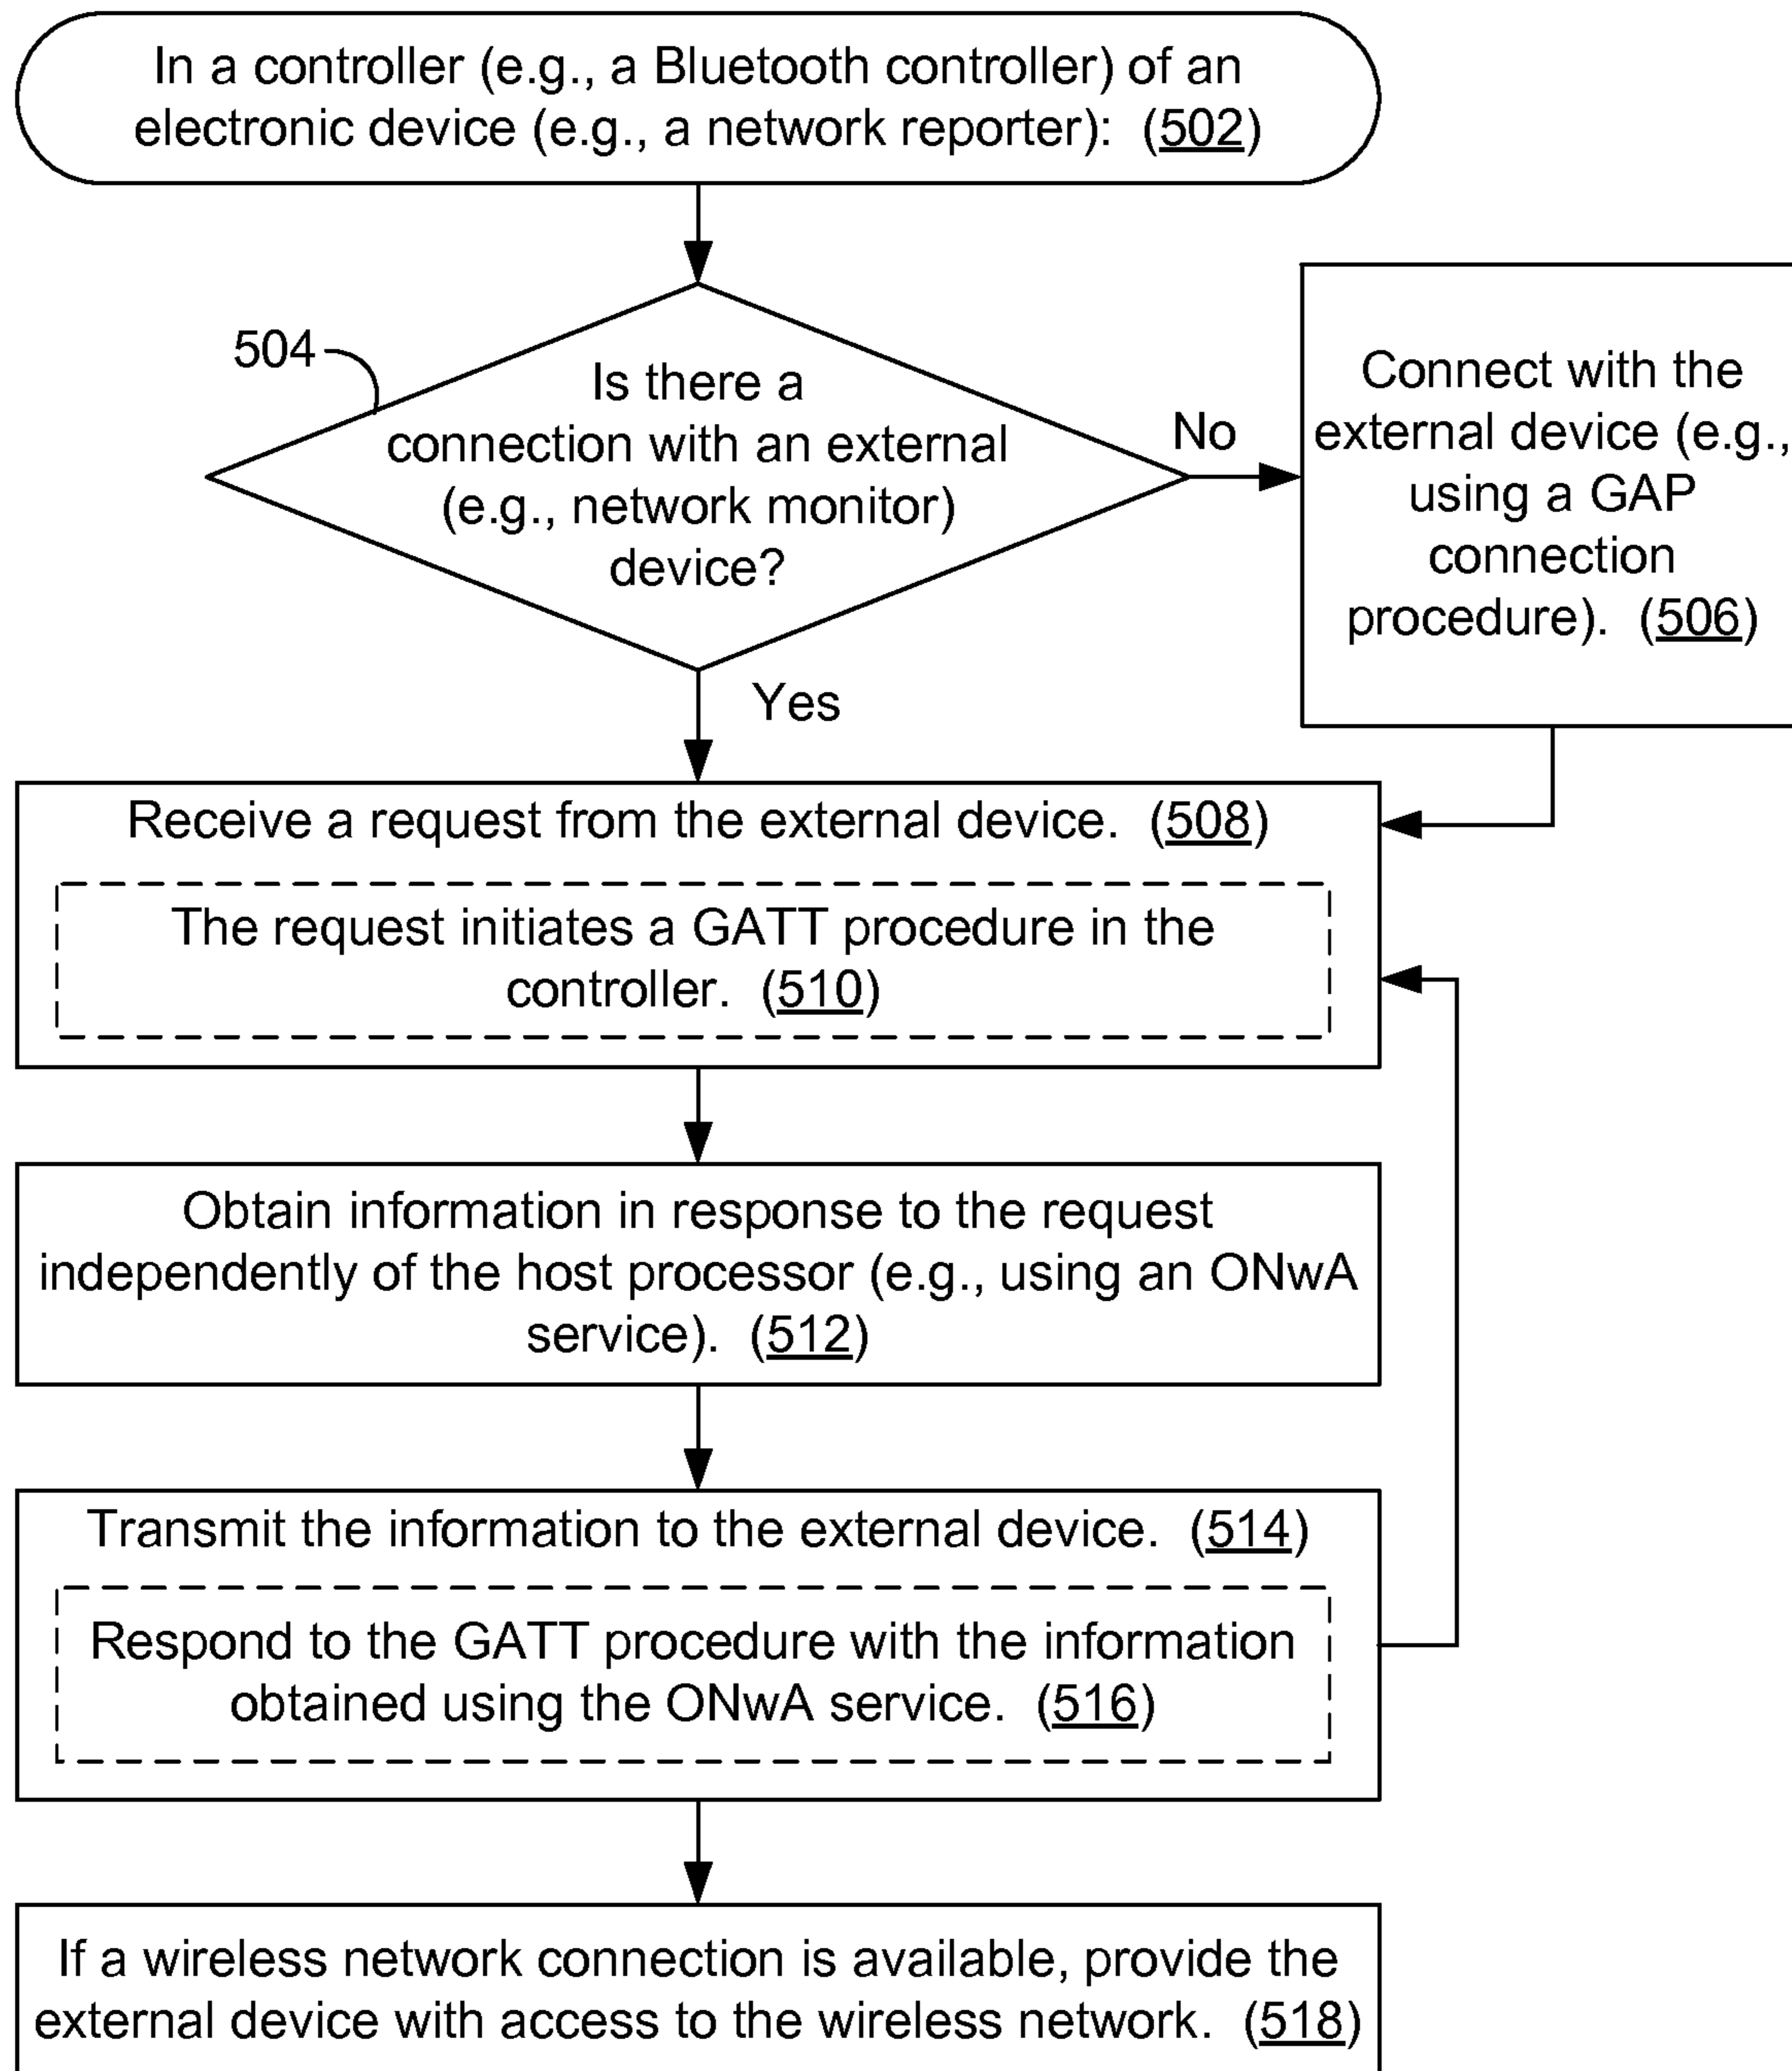 In a controller (e.g., a Bluetooth controller) of an
electronic device (e.g., a network reporter): (502)
504
Is there a
connection with an external
(e.g., network monitor)
device?
No
Connect with the
external device (e.g.,
using a GAP
connection
procedure). (506)
Yes
Receive a request from the external device. (508)
The request initiates a GATT procedure in the
controller. (510)
Obtain information in response to the request
independently of the host processor (e.g., using an ONwA
service). (512)
Transmit the information to the external device. (514)
Respond to the GATT procedure with the information
obtained using the ONwA service. (516)
If a wireless network connection is available, provide the
external device with access to the wireless network. (518)